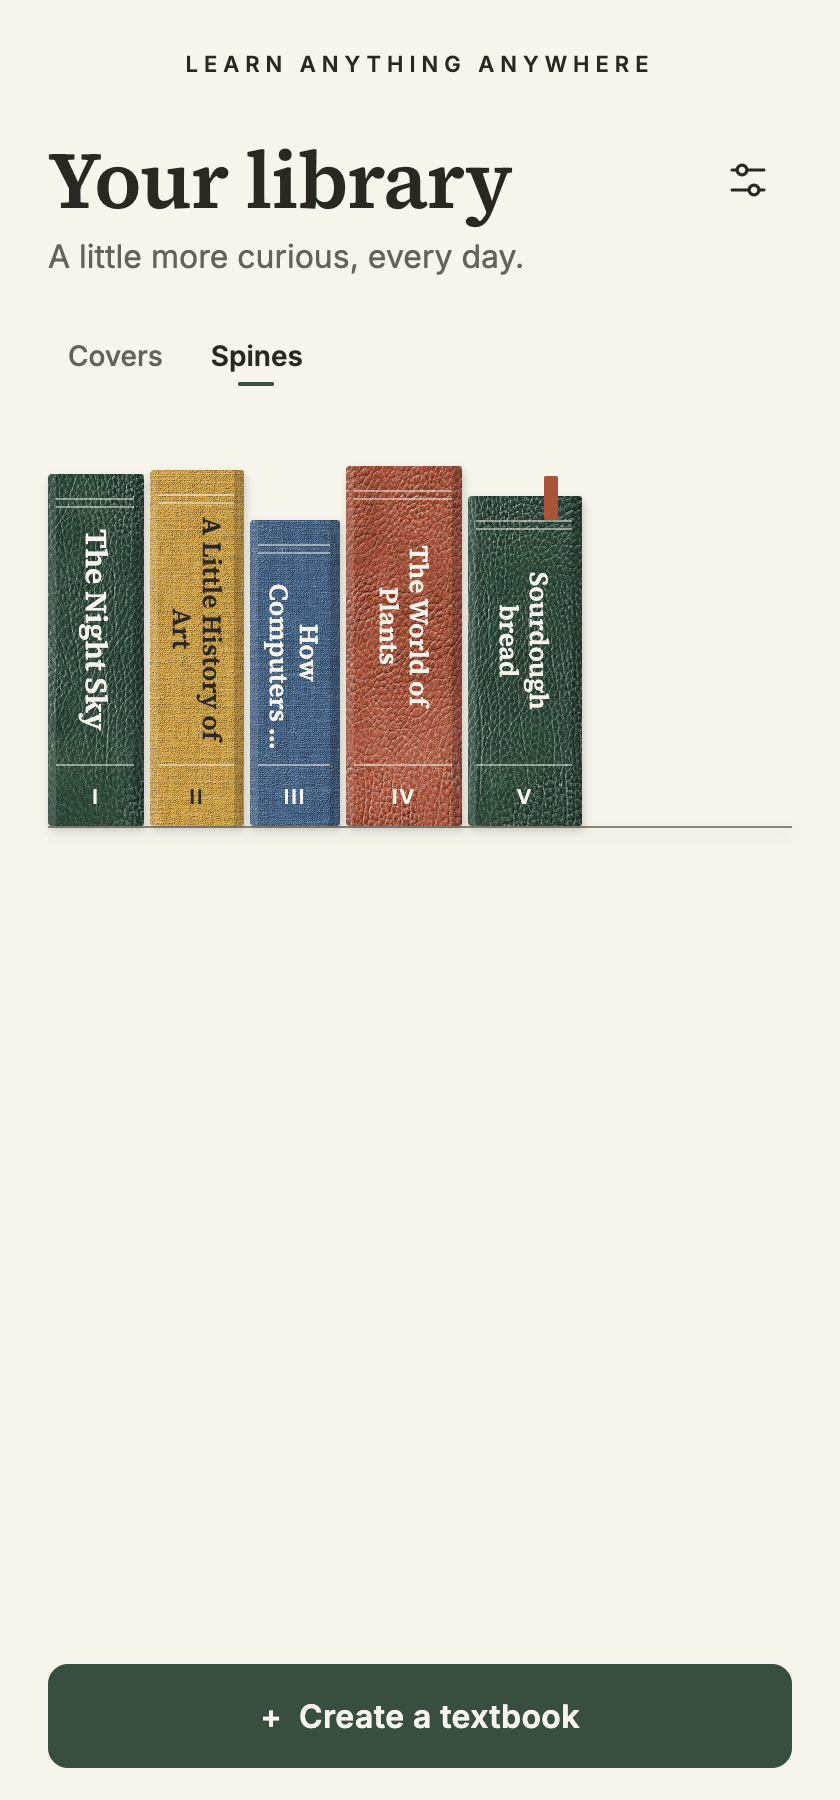 LEARN ANYTHING ANYWHERE
Your library
A little more curious, every day.
Covers Spines
The Night Sky
I
A Little History of
Art
II
How
Computers ...
III
The World of
Plants
IV
Sourdough
bread
V
+ Create a textbook